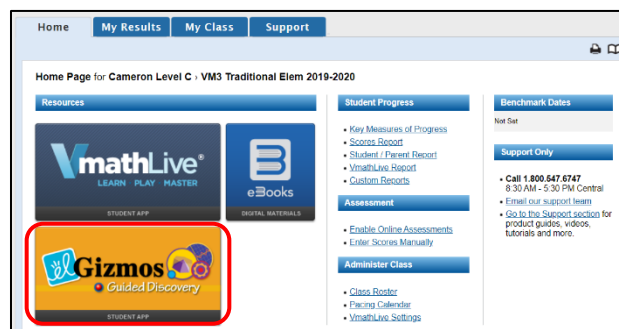 Home
My Results
My Class
Support
Home Page for Cameron Level C › VM3 Traditional Elem 2019-2020
Resources
VmathLive®
LEARN PLAY MASTER
STUDENT APP
eBooks
DIGITAL MATERIALS
el Gizmos
Guided Discovery
STUDENT APP
Student Progress
Key Measures of Progress
Scores Report
Student / Parent Report
VmathLive Report
Custom Reports
Assessment
Enable Online Assessments
Enter Scores Manually
Administer Class
Class Roster
Pacing Calendar
VmathLive Settings
Benchmark Dates
Not Set
Support Only
Call 1.800.547.6747
8:30 AM - 5:30 PM Central
Email our support team
Go to the Support section for
product guides, videos,
tutorials and more.